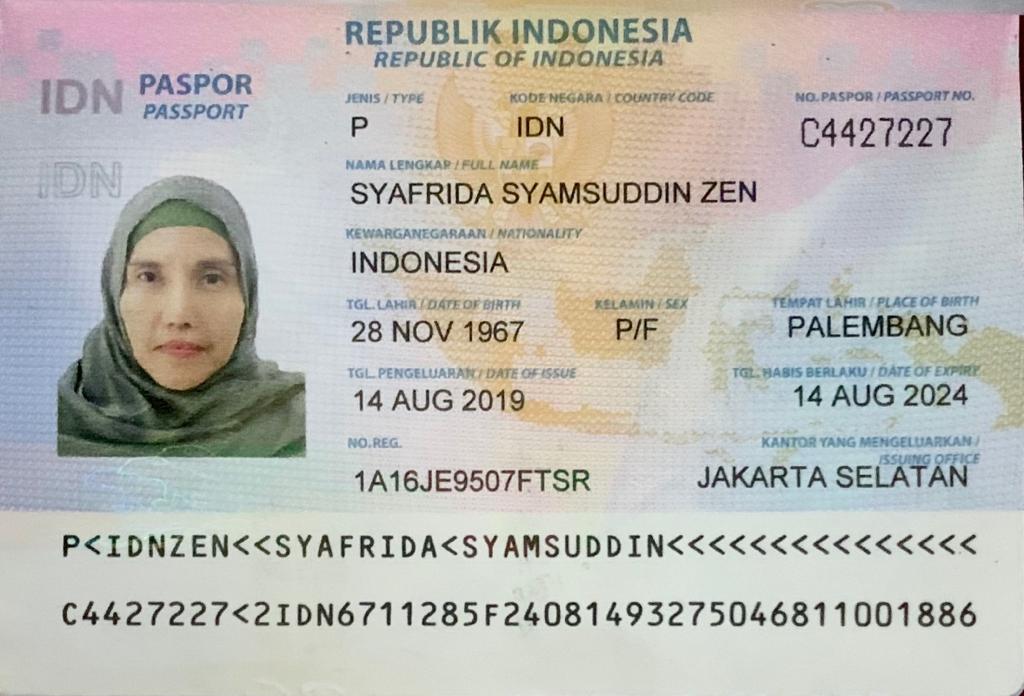 REPUBLIK INDONESIA
REPUBLIC OF INDONESIA
IDN PASPOR
PASSPORT
IDN
JENIS / TYPE KODE NEGARA / COUNTRY CODE NO. PASPOR / PASSPORT NO.
P IDN C4427227
NAMA LENGKAP / FULL NAME
SYAFRIDA SYAMSUDDIN ZEN
KEWARGANEGARAAN / NATIONALITY
INDONESIA
TGL. LAHIR / DATE OF BIRTH KELAMIN / SEX TEMPAT LAHIR / PLACE OF BIRTH
28 NOV 1967 P/F PALEMBANG
TGL. PENGELUARAN / DATE OF ISSUE TGL. HABIS BERLAKU / DATE OF EXPIRY
14 AUG 2019 14 AUG 2024
NO. REG. KANTOR YANG MENGELUARKAN /
ISSUING OFFICE
1A16JE9507FTSR JAKARTA SELATAN
P<IDNZEN<<SYAFRIDA<SYAMSUDDIN<<<<<<<<<<<<<<<
C4427227<2IDN6711285F24081493275046811001886